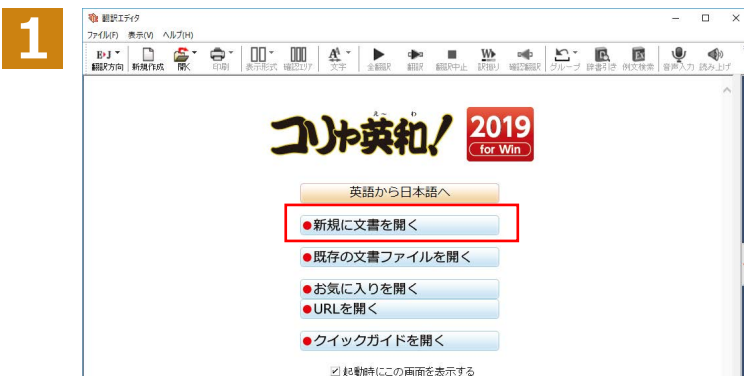 1
翻訳エディタ
ファイル(F) 表示(V) ヘルプ(H)
E▸J
翻訳方向 新規作成 開く 印刷 表示形式 確認エリア 文字 全翻訳 翻訳 翻訳中止 訳振り 確認翻訳 グループ 辞書引き 例文検索 音声入力 読み上げ
えーわ
コリャ英和! 2019
for Win
英語から日本語へ
●新規に文書を開く
●既存の文書ファイルを開く
●お気に入りを開く
●URLを開く
●クイックガイドを開く
起動時にこの画面を表示する